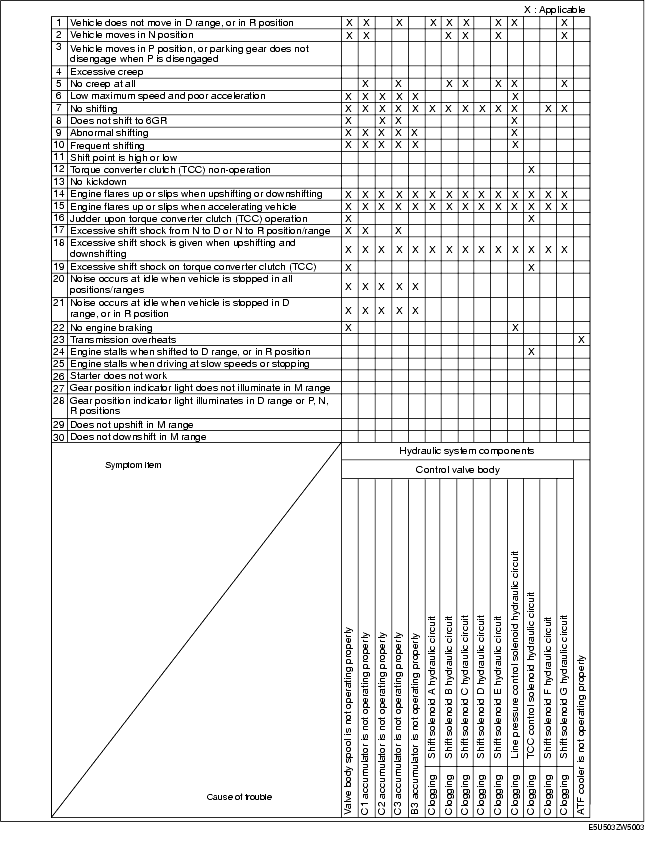 X : Applicable
1 Vehicle does not move in D range, or in R position X X X X X X X X X
2 Vehicle moves in N position X X X X X X
3 Vehicle moves in P position, or parking gear does not
disengage when P is disengaged
4 Excessive creep
5 No creep at all X X X X X X X
6 Low maximum speed and poor acceleration X X X X X X
7 No shifting X X X X X X X X X X X X X
8 Does not shift to 6GR X X X X
9 Abnormal shifting X X X X X X
10 Frequent shifting X X X X X X
11 Shift point is high or low
12 Torque converter clutch (TCC) non-operation X
13 No kickdown
14 Engine flares up or slips when upshifting or downshifting X X X X X X X X X X X X X X
15 Engine flares up or slips when accelerating vehicle X X X X X X X X X X X X X X
16 Judder upon torque converter clutch (TCC) operation X X
17 Excessive shift shock from N to D or N to R position/range X X X
18 Excessive shift shock is given when upshifting and
downshifting X X X X X X X X X X X X X X
19 Excessive shift shock on torque converter clutch (TCC) X X
20 Noise occurs at idle when vehicle is stopped in all
positions/ranges X X X X X
21 Noise occurs at idle when vehicle is stopped in D
range, or in R position X X X X X
22 No engine braking X X
23 Transmission overheats X
24 Engine stalls when shifted to D range, or in R position X
25 Engine stalls when driving at slow speeds or stopping
26 Starter does not work
27 Gear position indicator light does not illuminate in M range
28 Gear position indicator light illuminates in D range or P, N,
R positions
29 Does not upshift in M range
30 Does not downshift in M range
Hydraulic system components
Symptom item
Control valve body
Valve body spool is not operating properly
C1 accumulator is not operating properly
C2 accumulator is not operating properly
C3 accumulator is not operating properly
B3 accumulator is not operating properly
Clogging Shift solenoid A hydraulic circuit
Clogging Shift solenoid B hydraulic circuit
Clogging Shift solenoid C hydraulic circuit
Clogging Shift solenoid D hydraulic circuit
Clogging Shift solenoid E hydraulic circuit
Clogging Line pressure control solenoid hydraulic circuit
Clogging TCC control solenoid hydraulic circuit
Clogging Shift solenoid F hydraulic circuit
Clogging Shift solenoid G hydraulic circuit
ATF cooler is not operating properly
Cause of trouble
E5U503ZW5003